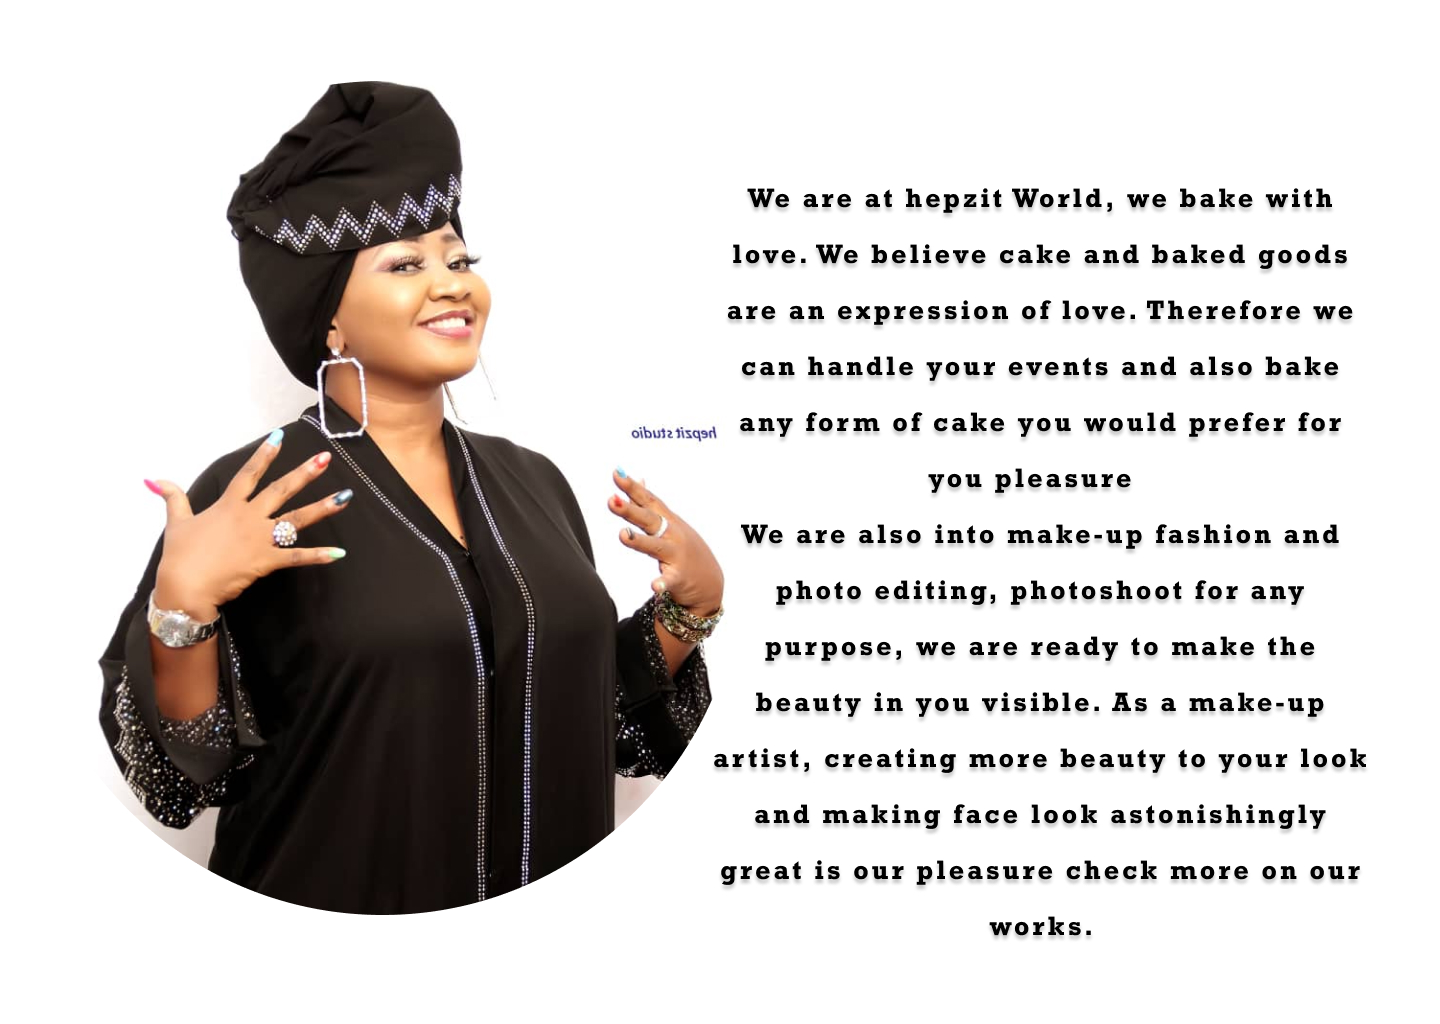 We are at hepzit World, we bake with
love. We believe cake and baked goods
are an expression of love. Therefore we
can handle your events and also bake
any form of cake you would prefer for
you pleasure
We are also into make-up fashion and
photo editing, photoshoot for any
purpose, we are ready to make the
beauty in you visible. As a make-up
artist, creating more beauty to your look
and making face look astonishingly
great is our pleasure check more on our
works.
hepzit studio